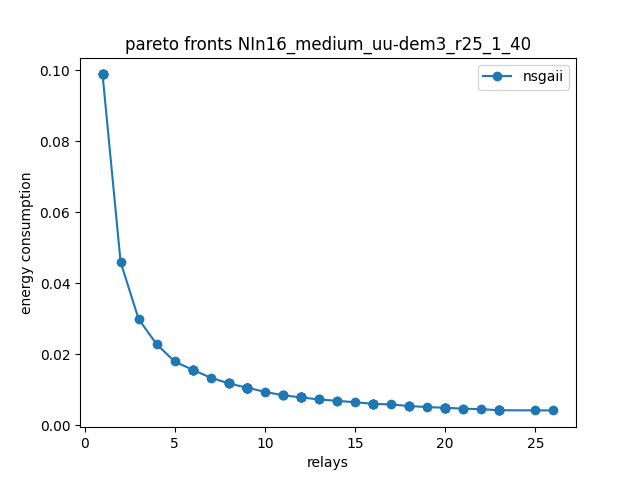 pareto fronts NIn16_medium_uu-dem3_r25_1_40
nsgaii
energy consumption
0.10
0.08
0.06
0.04
0.02
0.00
0 5 10 15 20 25
relays